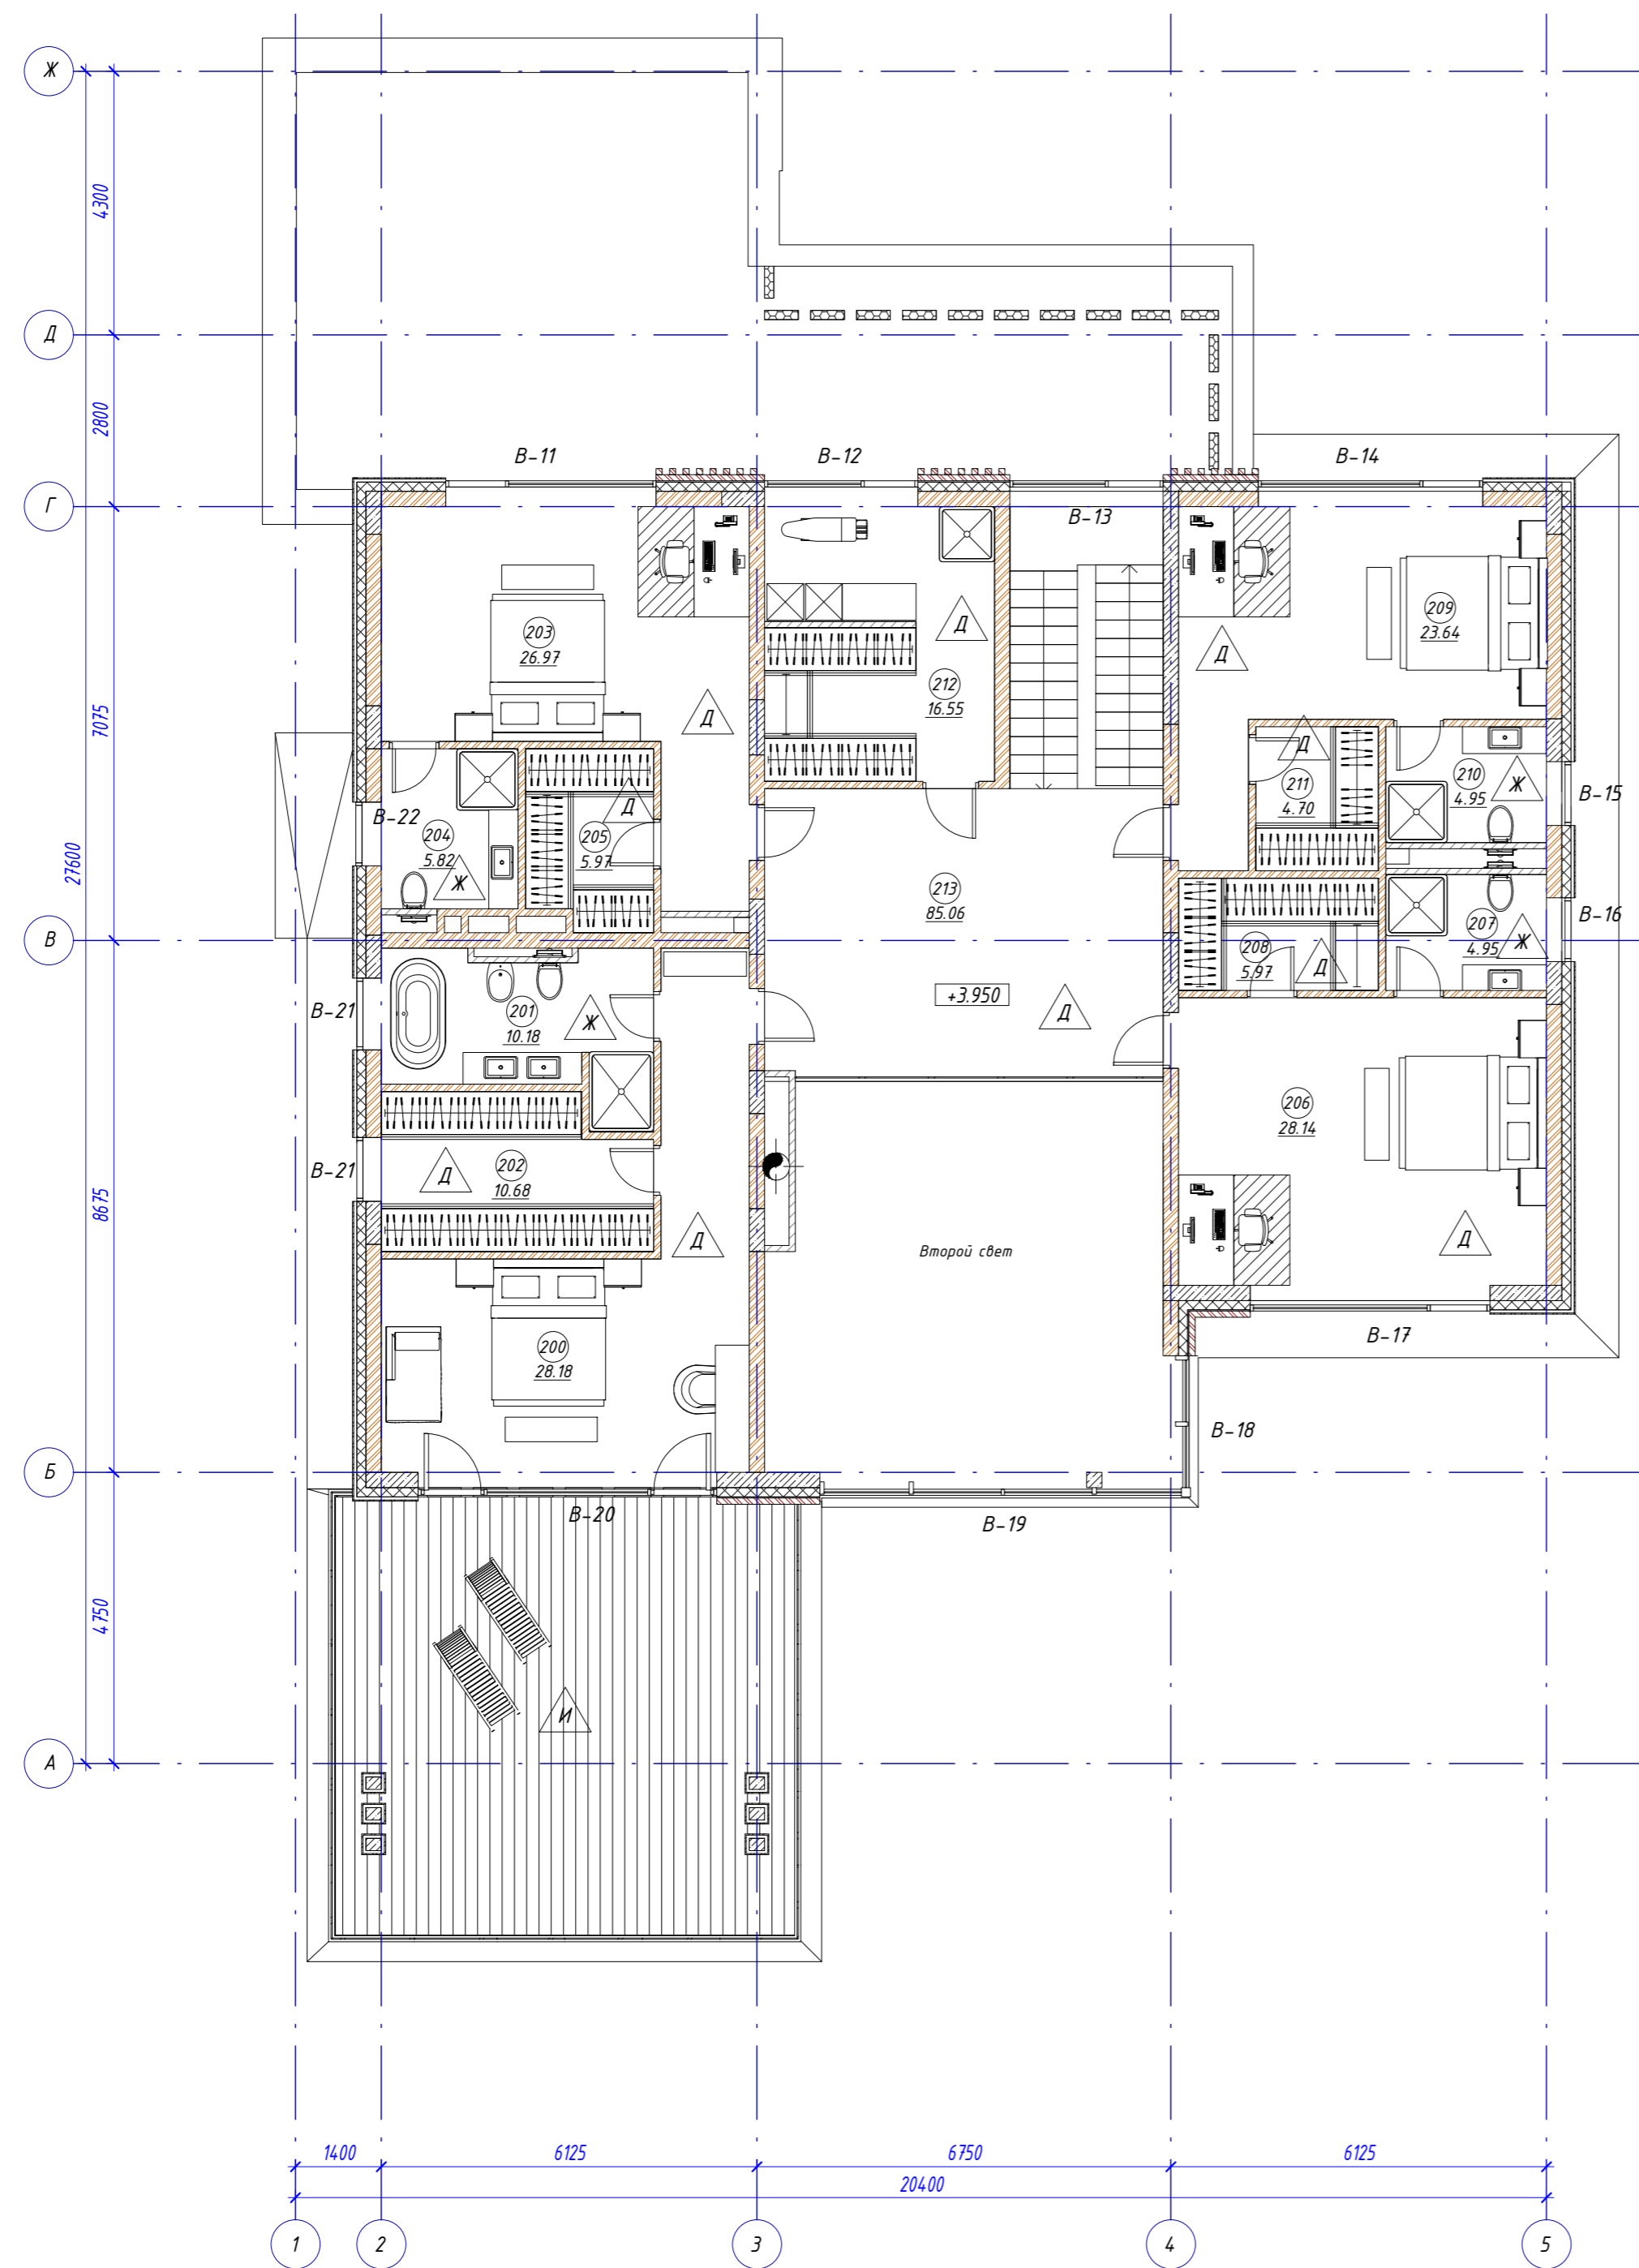 Ж
4300
Д
2800
В-11
В-12
В-14
Г
В-13
203
26.97
Д
209
23.64
Д
212
16.55
Д
7075
27600
Д
211
4.70
210
4.95
Ж
В-15
В-22
204
5.82
Ж
205
5.97
Д
213
85.06
В
208
5.97
Д
207
4.95
Ж
В-16
В-21
201
10.18
Ж
+3.950
Д
206
28.14
В-21
Д
202
10.68
8675
Д
Второй свет
Д
200
28.18
В-17
В-18
Б
В-20
В-19
4750
И
А
1400
6125
6750
6125
20400
1
2
3
4
5